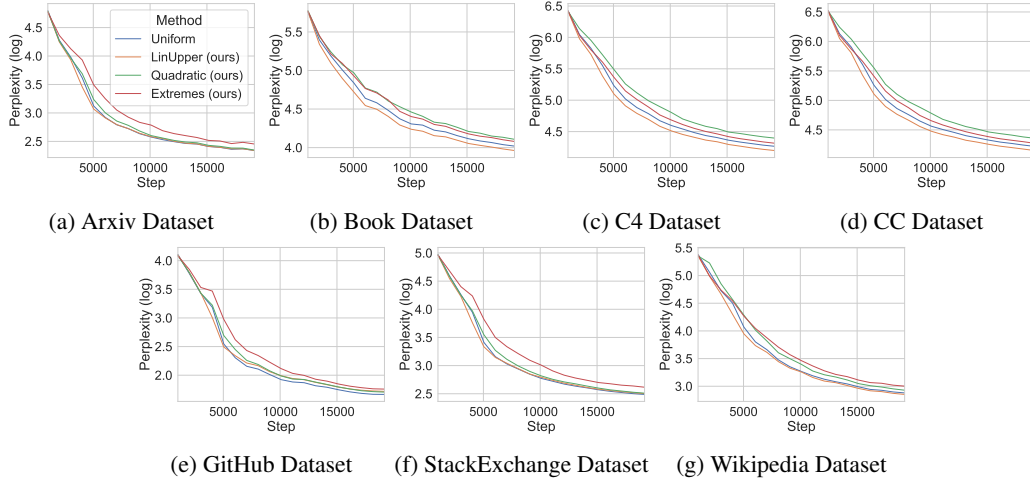 Perplexity (log)
4.5
4.0
3.5
3.0
2.5
5000
10000
15000
Step
Method
Uniform
LinUpper (ours)
Quadratic (ours)
Extremes (ours)
(a) Arxiv Dataset
Perplexity (log)
5.5
5.0
4.5
4.0
5000
10000
15000
Step
(b) Book Dataset
Perplexity (log)
6.5
6.0
5.5
5.0
4.5
5000
10000
15000
Step
(c) C4 Dataset
Perplexity (log)
6.5
6.0
5.5
5.0
4.5
5000
10000
15000
Step
(d) CC Dataset
Perplexity (log)
4.0
3.5
3.0
2.5
2.0
5000
10000
15000
Step
(e) GitHub Dataset
Perplexity (log)
5.0
4.5
4.0
3.5
3.0
2.5
5000
10000
15000
Step
(f) StackExchange Dataset
Perplexity (log)
5.5
5.0
4.5
4.0
3.5
3.0
5000
10000
15000
Step
(g) Wikipedia Dataset